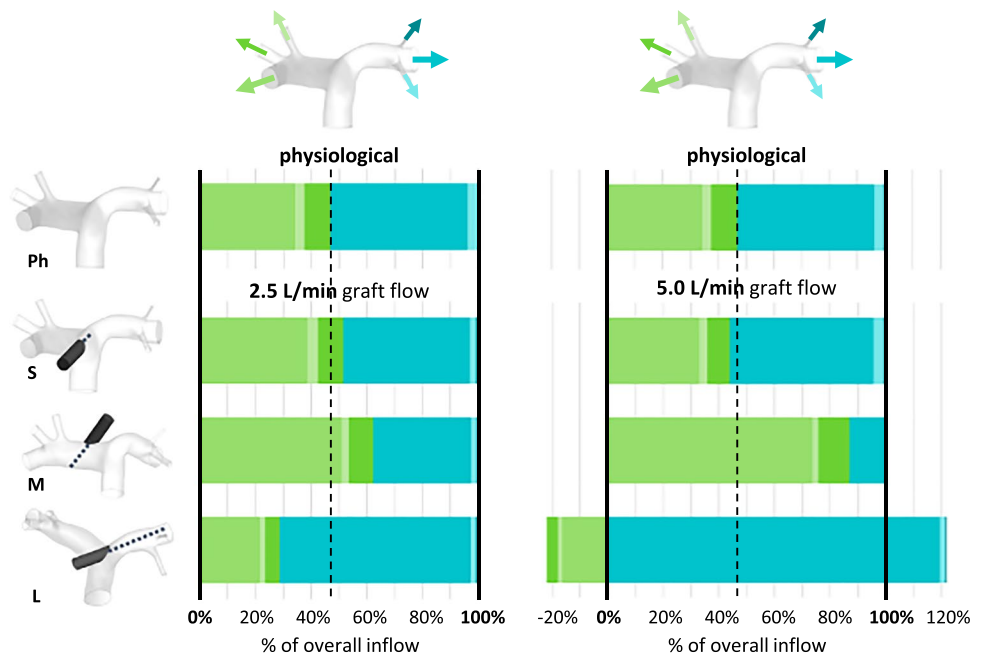 physiological
physiological
Ph
2.5 L/min graft flow
5.0 L/min graft flow
S
M
L
0% 20% 40% 60% 80% 100%
-20% 0% 20% 40% 60% 80% 100% 120%
% of overall inflow
% of overall inflow